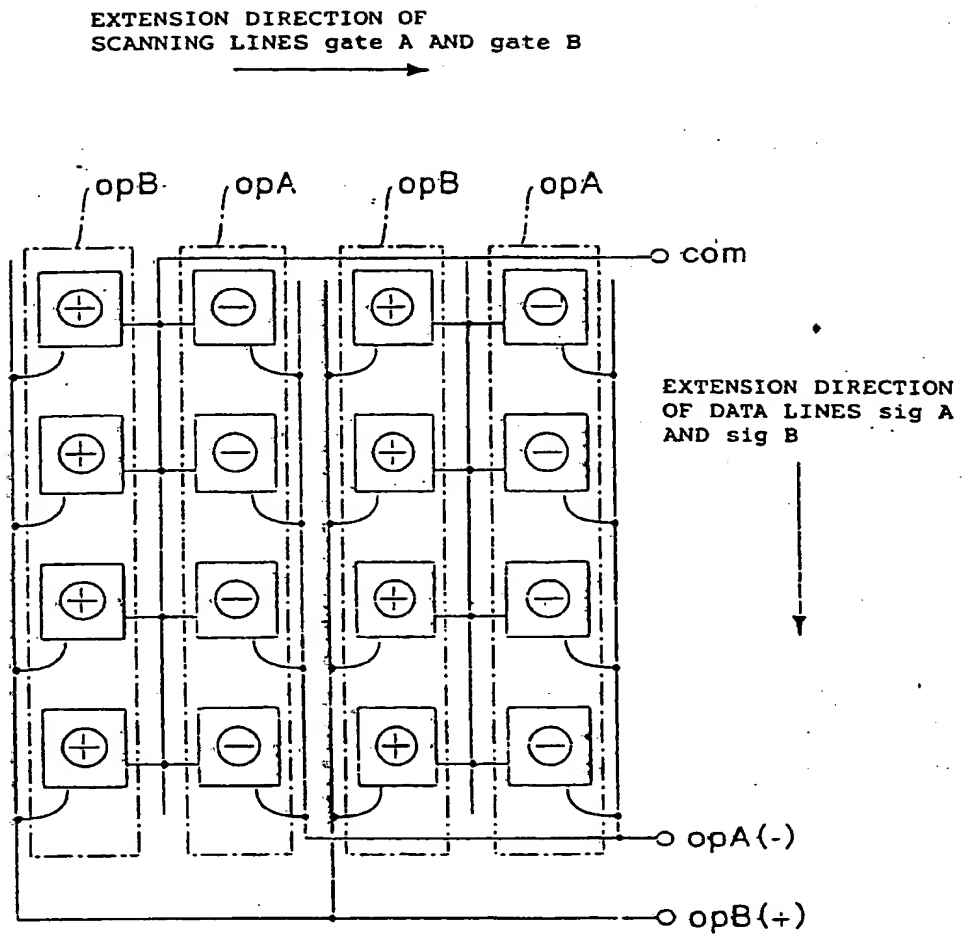 EXTENSION DIRECTION OF
SCANNING LINES gate A AND gate B
opB
opA
opB
opA
com
+
-
+
-
EXTENSION DIRECTION
OF DATA LINES sig A
AND sig B
+
-
+
-
+
-
+
-
+
-
+
-
opA(-)
opB(+)